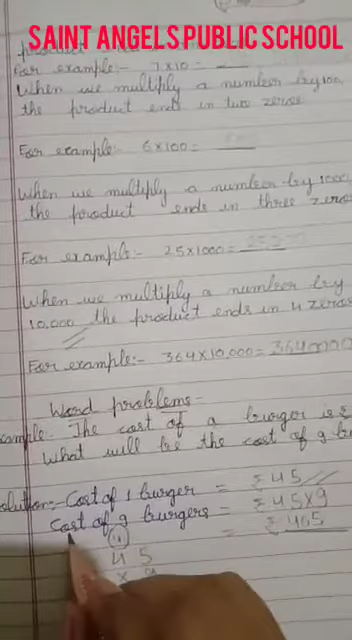 SAINT ANGELS PUBLIC SCHOOL
For example:- 7x10 = __
When we multiply a number by 100
the product ends in two zeros
For example:- 6x100 = __
When we multiply a number by 1000
the product ends in three zeros
For example:- 25x1000 = 25000
When we multiply a number by
10,000 the product ends in 4 zeros
For example:- 364x10,000 = 3640000
Word problems-
The cost of a burger is
What will be the cost of 9
Solution:- Cost of 1 burger = ₹45
Cost of 9 burgers = ₹45x9
= ₹405
45
x 9